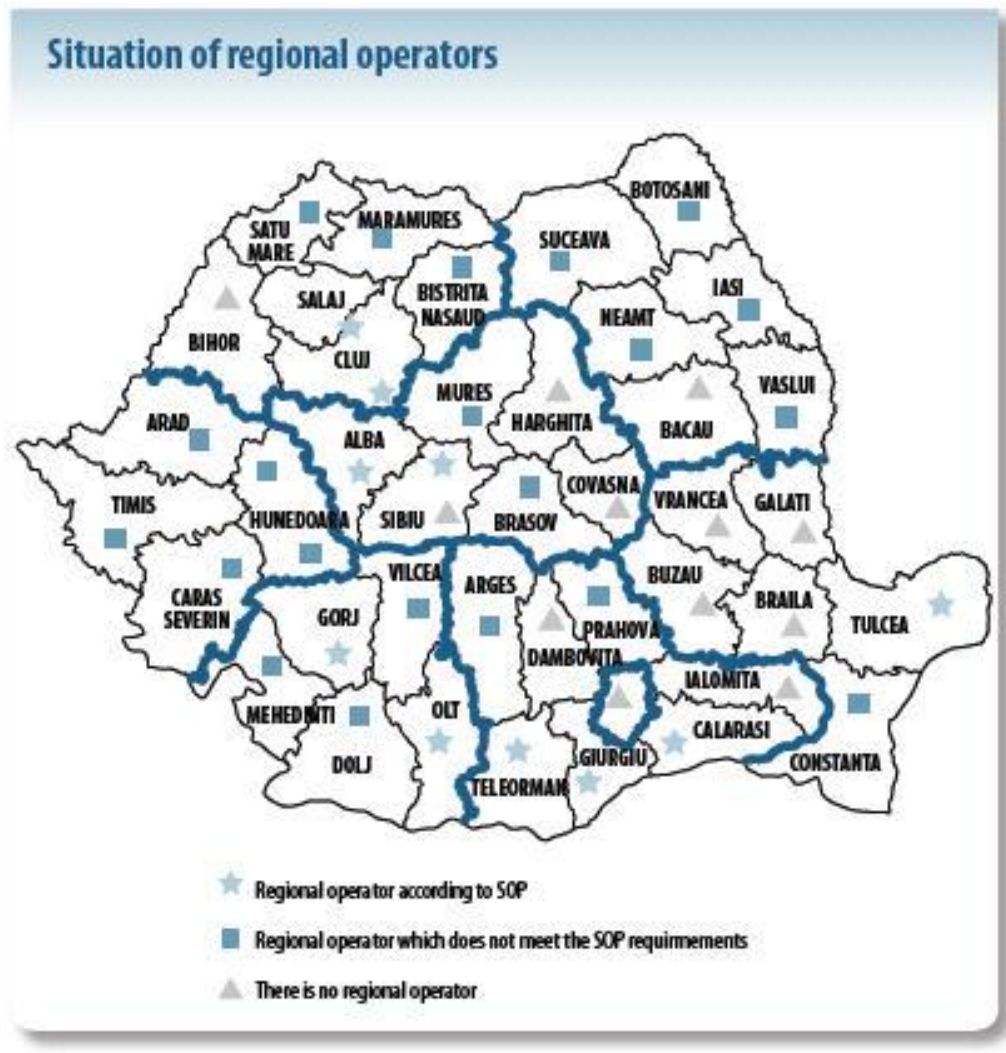 Situation of regional operators
BOTOSANI
SATU
MARE
MARAMURES
SUCEAVA
IASI
SALAJ
BISTRITA
NASAUD
NEAMT
BIHOR
CLUJ
MURES
VASLUI
ARAD
HARGHITA
BACAU
ALBA
COVASNA
TIMIS
HUNEDOARA
SIBIU
BRASOV
VRANCEA
GALATI
VILCEA
ARGES
BUZAU
CARAS
SEVERIN
GORJ
BRAILA
PRAHOVA
TULCEA
DAMBOVITA
IALOMITA
MEHEDINTI
OLT
CALARASI
DOLJ
GIURGIU
CONSTANTA
TELEORMAN
Regional operator according to SOP
Regional operator which does not meet the SOP requirmements
There is no regional operator